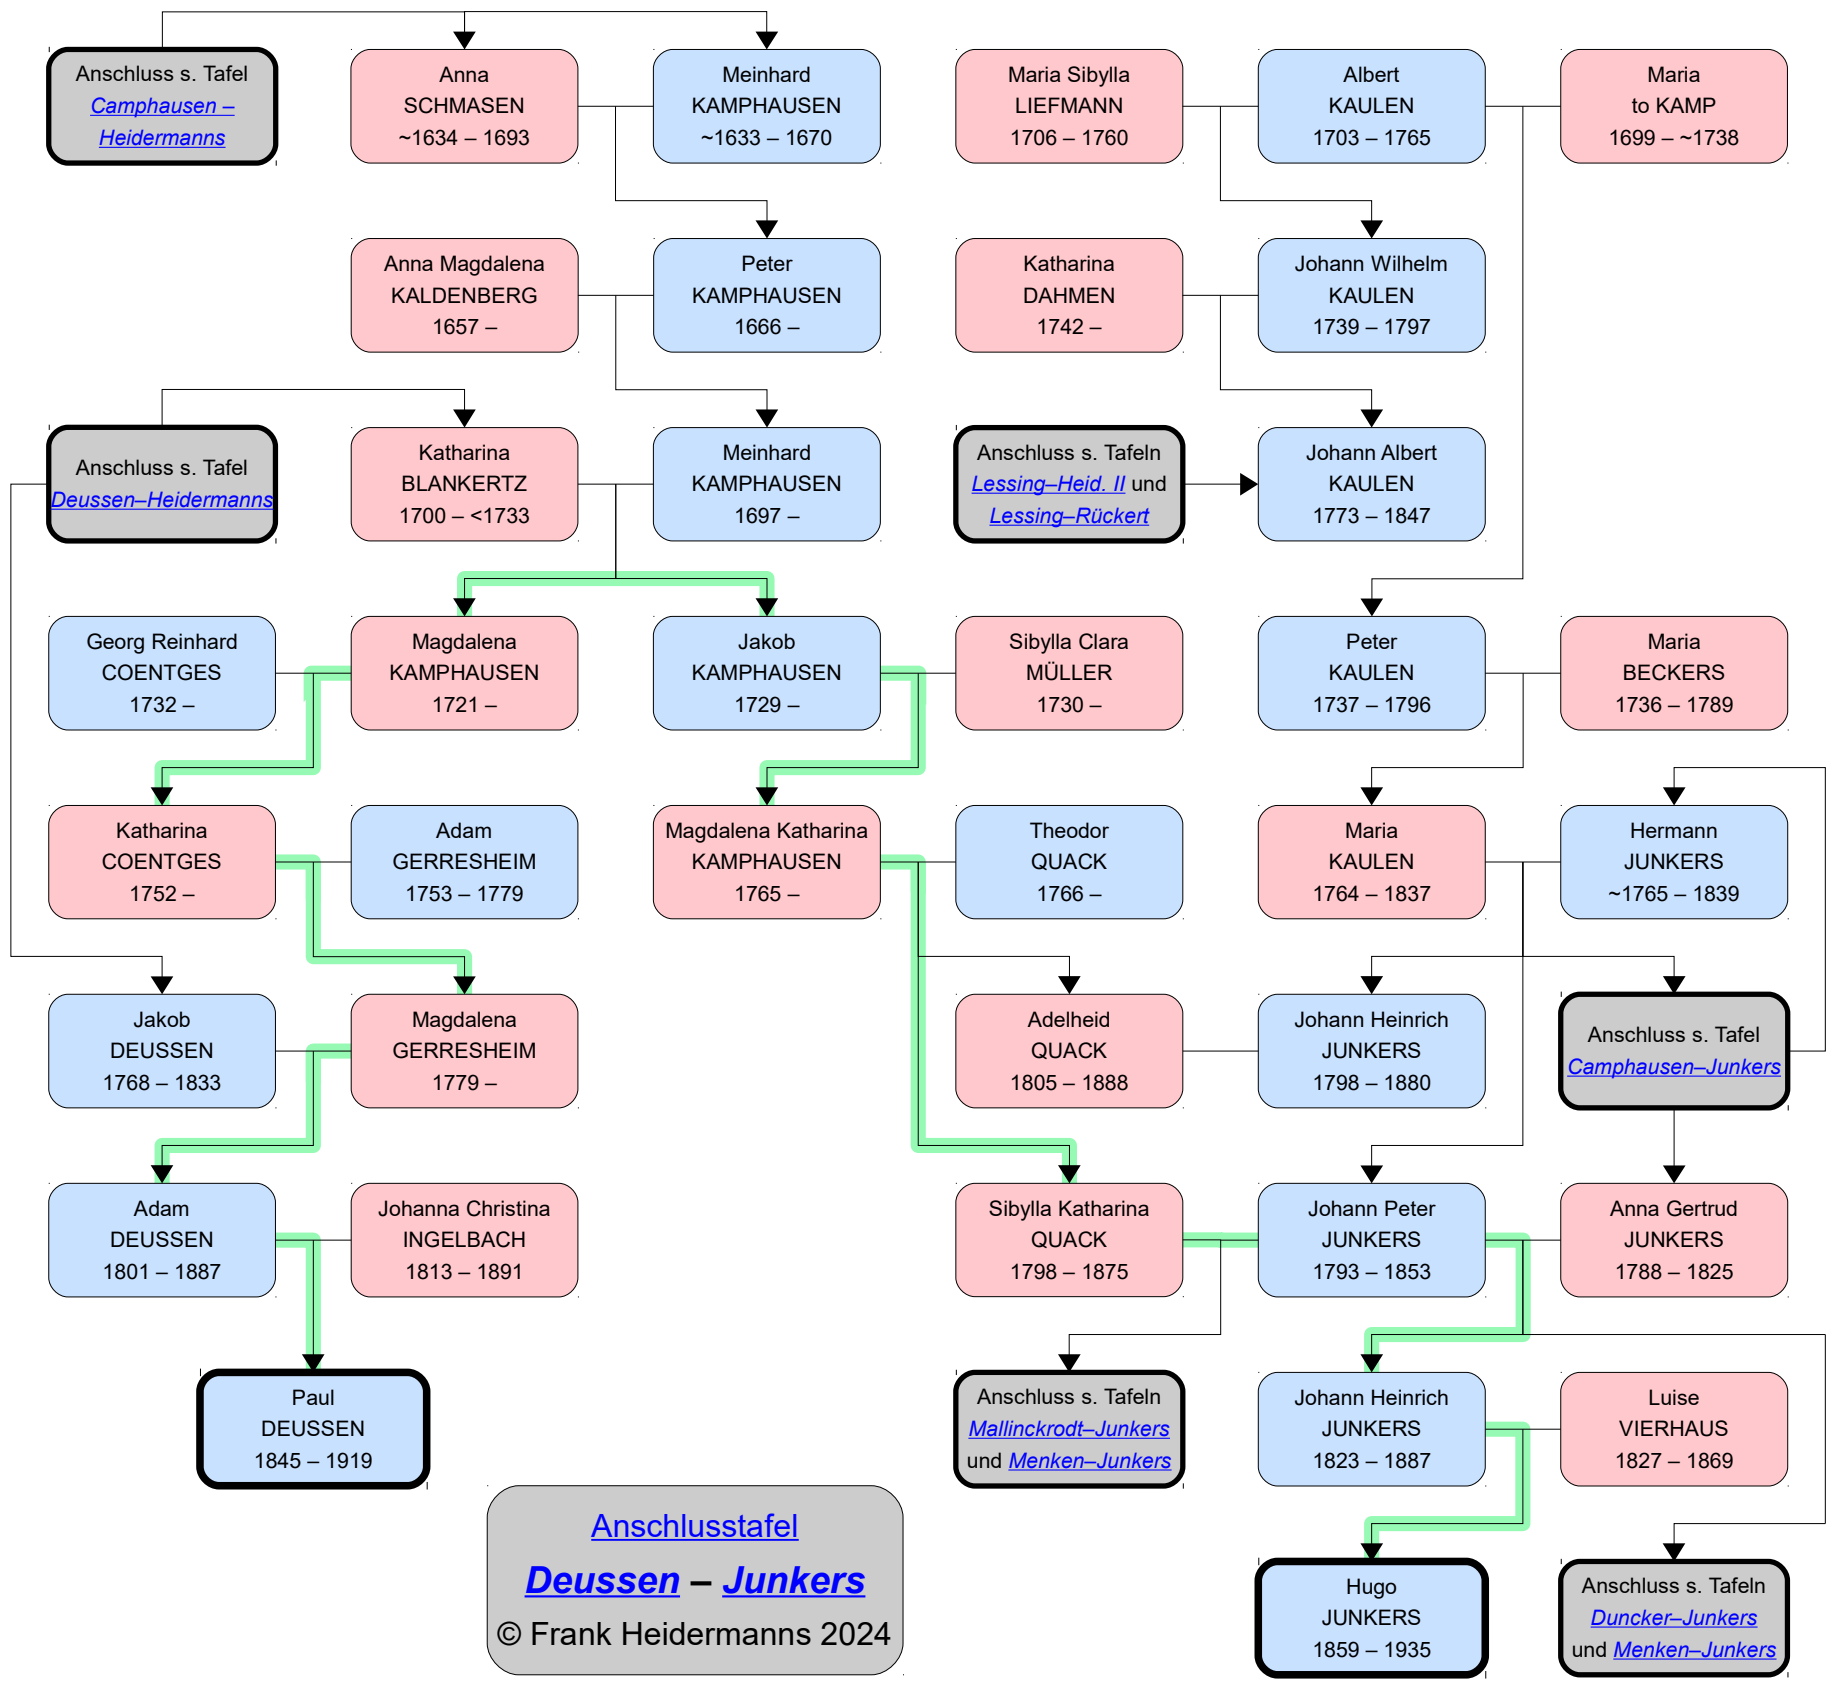 Anschluss s. Tafel
Camphausen –
Heidermanns
Anna
SCHMASEN
~1634 – 1693
Meinhard
KAMPHAUSEN
~1633 – 1670
Maria Sibylla
LIEFMANN
1706 – 1760
Albert
KAULEN
1703 – 1765
Maria
to KAMP
1699 – ~1738
Anna Magdalena
KALDENBERG
1657 –
Peter
KAMPHAUSEN
1666 –
Katharina
DAHMEN
1742 –
Johann Wilhelm
KAULEN
1739 – 1797
Anschluss s. Tafel
Deussen–Heidermanns
Katharina
BLANKERTZ
1700 – <1733
Meinhard
KAMPHAUSEN
1697 –
Anschluss s. Tafeln
Lessing–Heid. II und
Lessing–Rückert
Johann Albert
KAULEN
1773 – 1847
Georg Reinhard
COENTGES
1732 –
Magdalena
KAMPHAUSEN
1721 –
Jakob
KAMPHAUSEN
1729 –
Sibylla Clara
MÜLLER
1730 –
Peter
KAULEN
1737 – 1796
Maria
BECKERS
1736 – 1789
Katharina
COENTGES
1752 –
Adam
GERRESHEIM
1753 – 1779
Magdalena Katharina
KAMPHAUSEN
1765 –
Theodor
QUACK
1766 –
Maria
KAULEN
1764 – 1837
Hermann
JUNKERS
~1765 – 1839
Jakob
DEUSSEN
1768 – 1833
Magdalena
GERRESHEIM
1779 –
Adelheid
QUACK
1805 – 1888
Johann Heinrich
JUNKERS
1798 – 1880
Anschluss s. Tafel
Camphausen–Junkers
Adam
DEUSSEN
1801 – 1887
Johanna Christina
INGELBACH
1813 – 1891
Sibylla Katharina
QUACK
1798 – 1875
Johann Peter
JUNKERS
1793 – 1853
Anna Gertrud
JUNKERS
1788 – 1825
Paul
DEUSSEN
1845 – 1919
Anschluss s. Tafeln
Mallinckrodt–Junkers
und Menken–Junkers
Johann Heinrich
JUNKERS
1823 – 1887
Luise
VIERHAUS
1827 – 1869
Anschlusstafel
Deussen – Junkers
© Frank Heidermanns 2024
Hugo
JUNKERS
1859 – 1935
Anschluss s. Tafeln
Duncker–Junkers
und Menken–Junkers